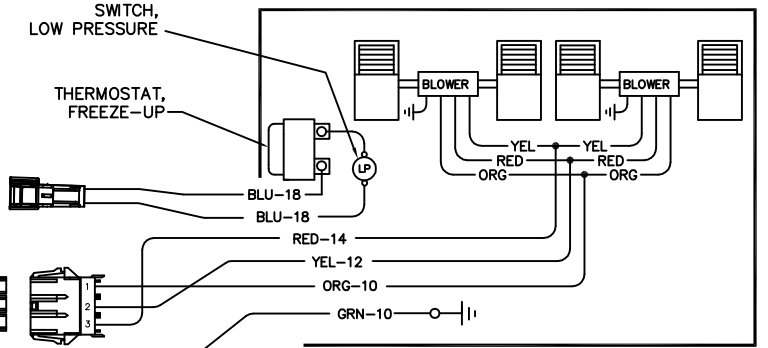 SWITCH,
LOW PRESSURE
THERMOSTAT,
FREEZE-UP
BLOWER
BLOWER
YEL YEL
RED RED
ORG ORG
LP
BLU-18
BLU-18
RED-14
YEL-12
1 ORG-10
2
3
GRN-10